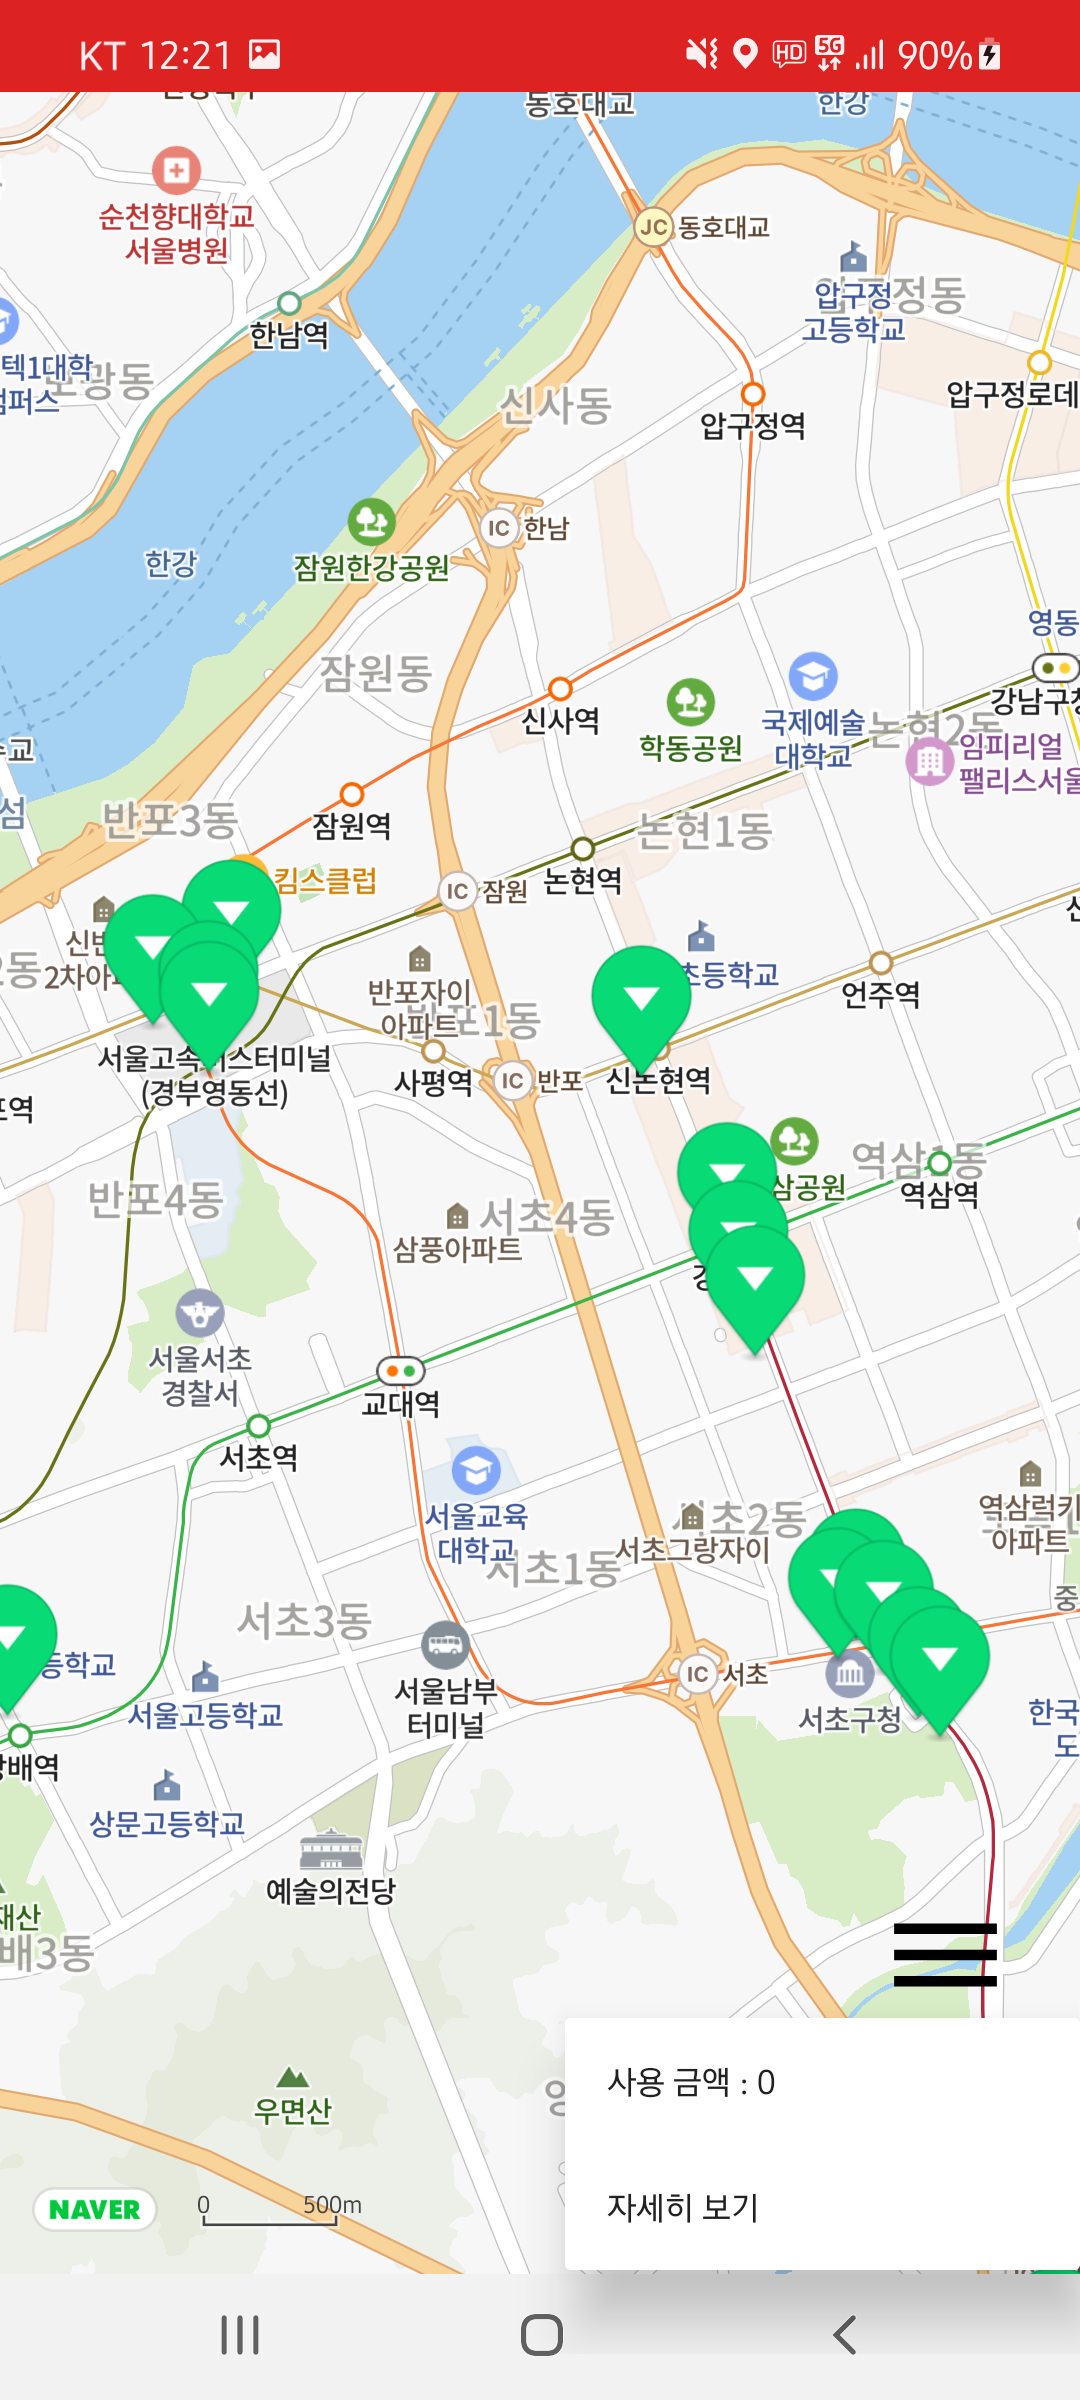 KT 12:21
HD 5G 90%
동호대교
한강
순천향대학교
서울병원
JC 동호대교
압구정
고등학교
한남역
텍1대학
보광동
캠퍼스
신사동
압구정역
압구정로데
IC 한남
잠원한강공원
한강
영동
잠원동
신사역
학동공원
국제예술
대학교
논현2동
임피리얼
팰리스서울
반포3동
잠원역
논현1동
킴스클럽
IC 잠원
논현역
2차아파
반포자이
아파트
반포1동
초등학교
언주역
서울고속버스터미널
(경부영동선)
사평역
IC 반포
신논현역
반포4동
삼풍아파트
서초4동
역삼1동
역삼역
삼공원
서울서초
경찰서
교대역
서초역
서울교육
대학교
서초1동
서초2동
서초그랑자이
역삼럭키
아파트
서초3동
등학교
서울고등학교
서울남부
터미널
IC 서초
서초구청
한국
도
방배역
상문고등학교
예술의전당
재산
배3동
우면산
사용 금액 : 0
자세히 보기
NAVER
0 500m